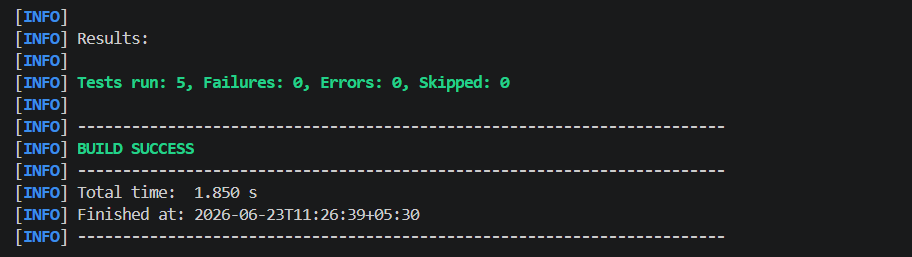 [INFO]
[INFO] Results:
[INFO]
[INFO] Tests run: 5, Failures: 0, Errors: 0, Skipped: 0
[INFO]
[INFO] ------------------------------------------------------------------------
[INFO] BUILD SUCCESS
[INFO] ------------------------------------------------------------------------
[INFO] Total time:  1.850 s
[INFO] Finished at: 2026-06-23T11:26:39+05:30
[INFO] ------------------------------------------------------------------------